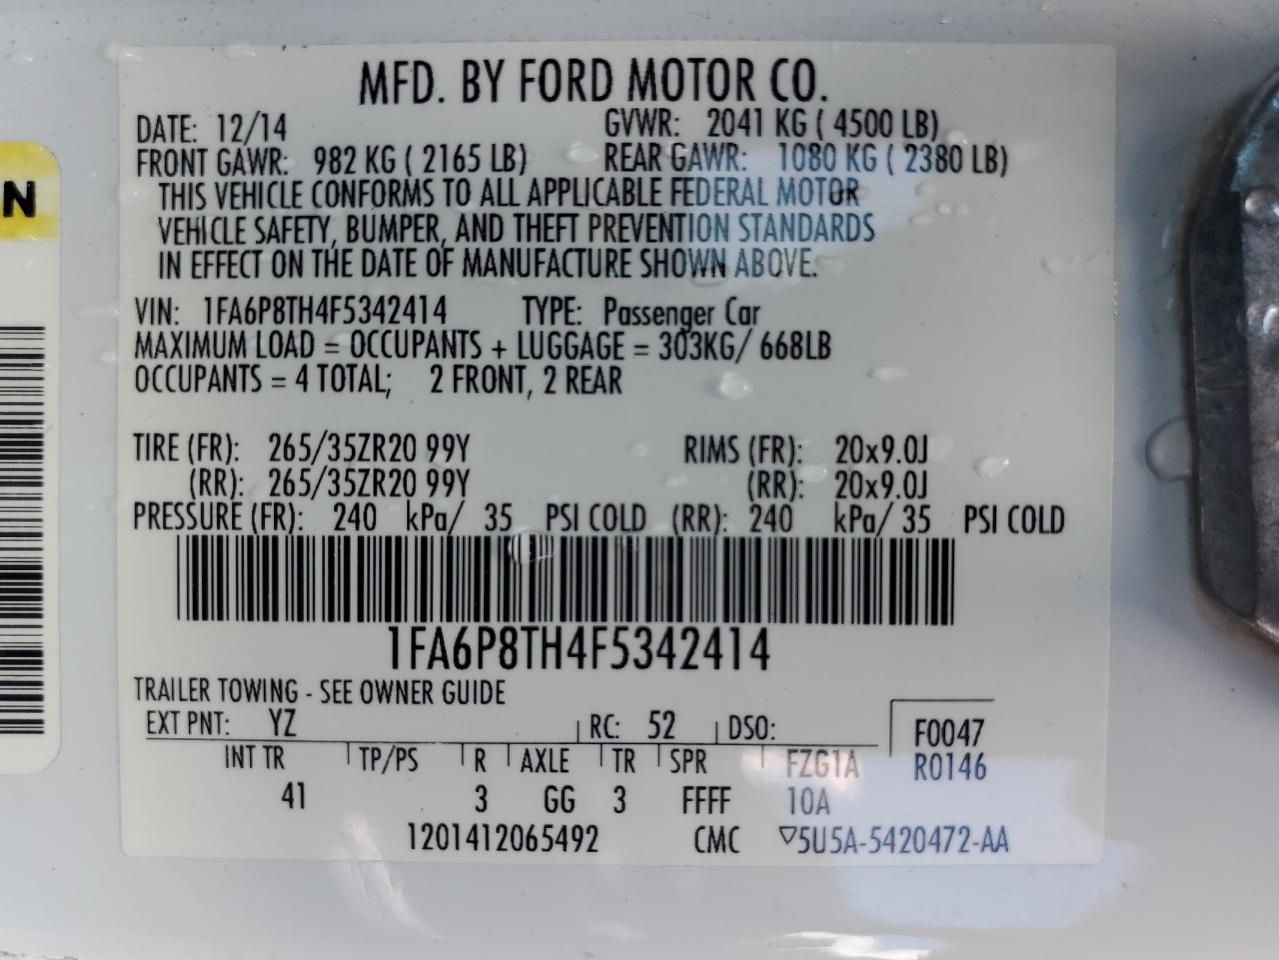 MFD. BY FORD MOTOR CO.
DATE: 12/14 GVWR: 2041 KG ( 4500 LB)
FRONT GAWR: 982 KG ( 2165 LB) REAR GAWR: 1080 KG ( 2380 LB)
THIS VEHICLE CONFORMS TO ALL APPLICABLE FEDERAL MOTOR
VEHICLE SAFETY, BUMPER, AND THEFT PREVENTION STANDARDS
IN EFFECT ON THE DATE OF MANUFACTURE SHOWN ABOVE.
VIN: 1FA6P8TH4F5342414 TYPE: Passenger Car
MAXIMUM LOAD = OCCUPANTS + LUGGAGE = 303KG/ 668LB
OCCUPANTS = 4 TOTAL; 2 FRONT, 2 REAR
TIRE (FR): 265/35ZR20 99Y RIMS (FR): 20x9.0J
(RR): 265/35ZR20 99Y (RR): 20x9.0J
PRESSURE (FR): 240 kPa/ 35 PSI COLD (RR): 240 kPa/ 35 PSI COLD
1FA6P8TH4F5342414
TRAILER TOWING - SEE OWNER GUIDE
EXT PNT: YZ RC: 52 DSO: F0047
INT TR TP/PS R AXLE TR SPR FZG1A R0146
41 3 GG 3 FFFF 10A
1201412065492 CMC ▽5U5A-5420472-AA
N